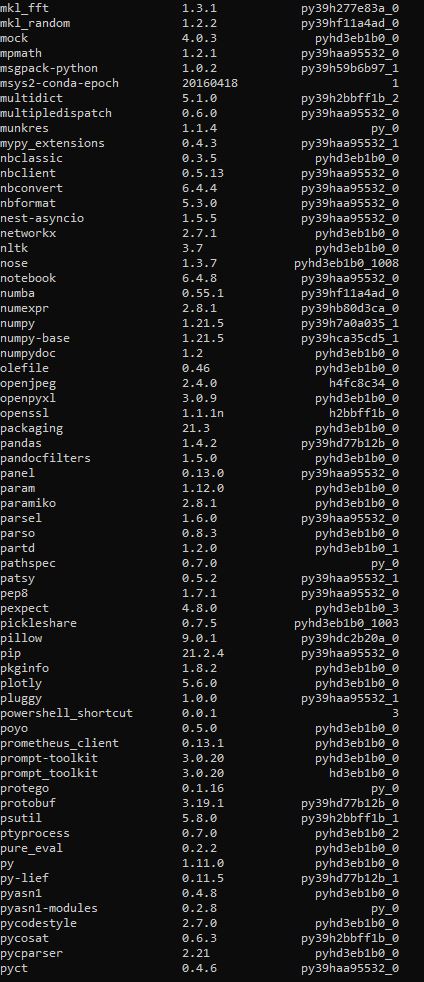 mkl_fft 1.3.1 py39h277e83a_0
mkl_random 1.2.2 py39hf11a4ad_0
mock 4.0.3 pyhd3eb1b0_0
mpmath 1.2.1 py39haa95532_0
msgpack-python 1.0.2 py39h59b6b97_1
msys2-conda-epoch 20160418 1
multidict 5.1.0 py39h2bbff1b_2
multipledispatch 0.6.0 py39haa95532_0
munkres 1.1.4 py_0
mypy_extensions 0.4.3 py39haa95532_1
nbclassic 0.3.5 pyhd3eb1b0_0
nbclient 0.5.13 py39haa95532_0
nbconvert 6.4.4 py39haa95532_0
nbformat 5.3.0 py39haa95532_0
nest-asyncio 1.5.5 py39haa95532_0
networkx 2.7.1 pyhd3eb1b0_0
nltk 3.7 pyhd3eb1b0_0
nose 1.3.7 pyhd3eb1b0_1008
notebook 6.4.8 py39haa95532_0
numba 0.55.1 py39hf11a4ad_0
numexpr 2.8.1 py39hb80d3ca_0
numpy 1.21.5 py39h7a0a035_1
numpy-base 1.21.5 py39hca35cd5_1
numpydoc 1.2 pyhd3eb1b0_0
olefile 0.46 pyhd3eb1b0_0
openjpeg 2.4.0 h4fc8c34_0
openpyxl 3.0.9 pyhd3eb1b0_0
openssl 1.1.1n h2bbff1b_0
packaging 21.3 pyhd3eb1b0_0
pandas 1.4.2 py39hd77b12b_0
pandocfilters 1.5.0 pyhd3eb1b0_0
panel 0.13.0 py39haa95532_0
param 1.12.0 pyhd3eb1b0_0
paramiko 2.8.1 pyhd3eb1b0_0
parsel 1.6.0 py39haa95532_0
parso 0.8.3 pyhd3eb1b0_0
partd 1.2.0 pyhd3eb1b0_1
pathspec 0.7.0 py_0
patsy 0.5.2 py39haa95532_1
pep8 1.7.1 py39haa95532_0
pexpect 4.8.0 pyhd3eb1b0_3
pickleshare 0.7.5 pyhd3eb1b0_1003
pillow 9.0.1 py39hdc2b20a_0
pip 21.2.4 py39haa95532_0
pkginfo 1.8.2 pyhd3eb1b0_0
plotly 5.6.0 pyhd3eb1b0_0
pluggy 1.0.0 py39haa95532_1
powershell_shortcut 0.0.1 3
poyo 0.5.0 pyhd3eb1b0_0
prometheus_client 0.13.1 pyhd3eb1b0_0
prompt-toolkit 3.0.20 pyhd3eb1b0_0
prompt_toolkit 3.0.20 hd3eb1b0_0
protego 0.1.16 py_0
protobuf 3.19.1 py39hd77b12b_0
psutil 5.8.0 py39h2bbff1b_1
ptyprocess 0.7.0 pyhd3eb1b0_2
pure_eval 0.2.2 pyhd3eb1b0_0
py 1.11.0 pyhd3eb1b0_0
py-lief 0.11.5 py39hd77b12b_1
pyasn1 0.4.8 pyhd3eb1b0_0
pyasn1-modules 0.2.8 py_0
pycodestyle 2.7.0 pyhd3eb1b0_0
pycosat 0.6.3 py39h2bbff1b_0
pycparser 2.21 pyhd3eb1b0_0
pyct 0.4.6 py39haa95532_0